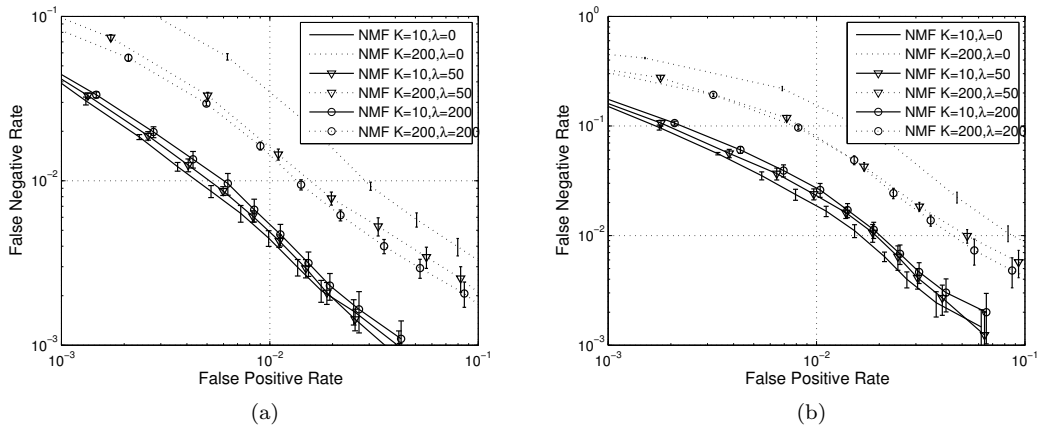 10^-1
10^-2
10^-3
False Negative Rate
10^-3
10^-2
10^-1
False Positive Rate
NMF K=10,λ=0
NMF K=200,λ=0
NMF K=10,λ=50
NMF K=200,λ=50
NMF K=10,λ=200
NMF K=200,λ=200
(a)
10^0
10^-1
10^-2
10^-3
False Negative Rate
10^-3
10^-2
10^-1
False Positive Rate
NMF K=10,λ=0
NMF K=200,λ=0
NMF K=10,λ=50
NMF K=200,λ=50
NMF K=10,λ=200
NMF K=200,λ=200
(b)